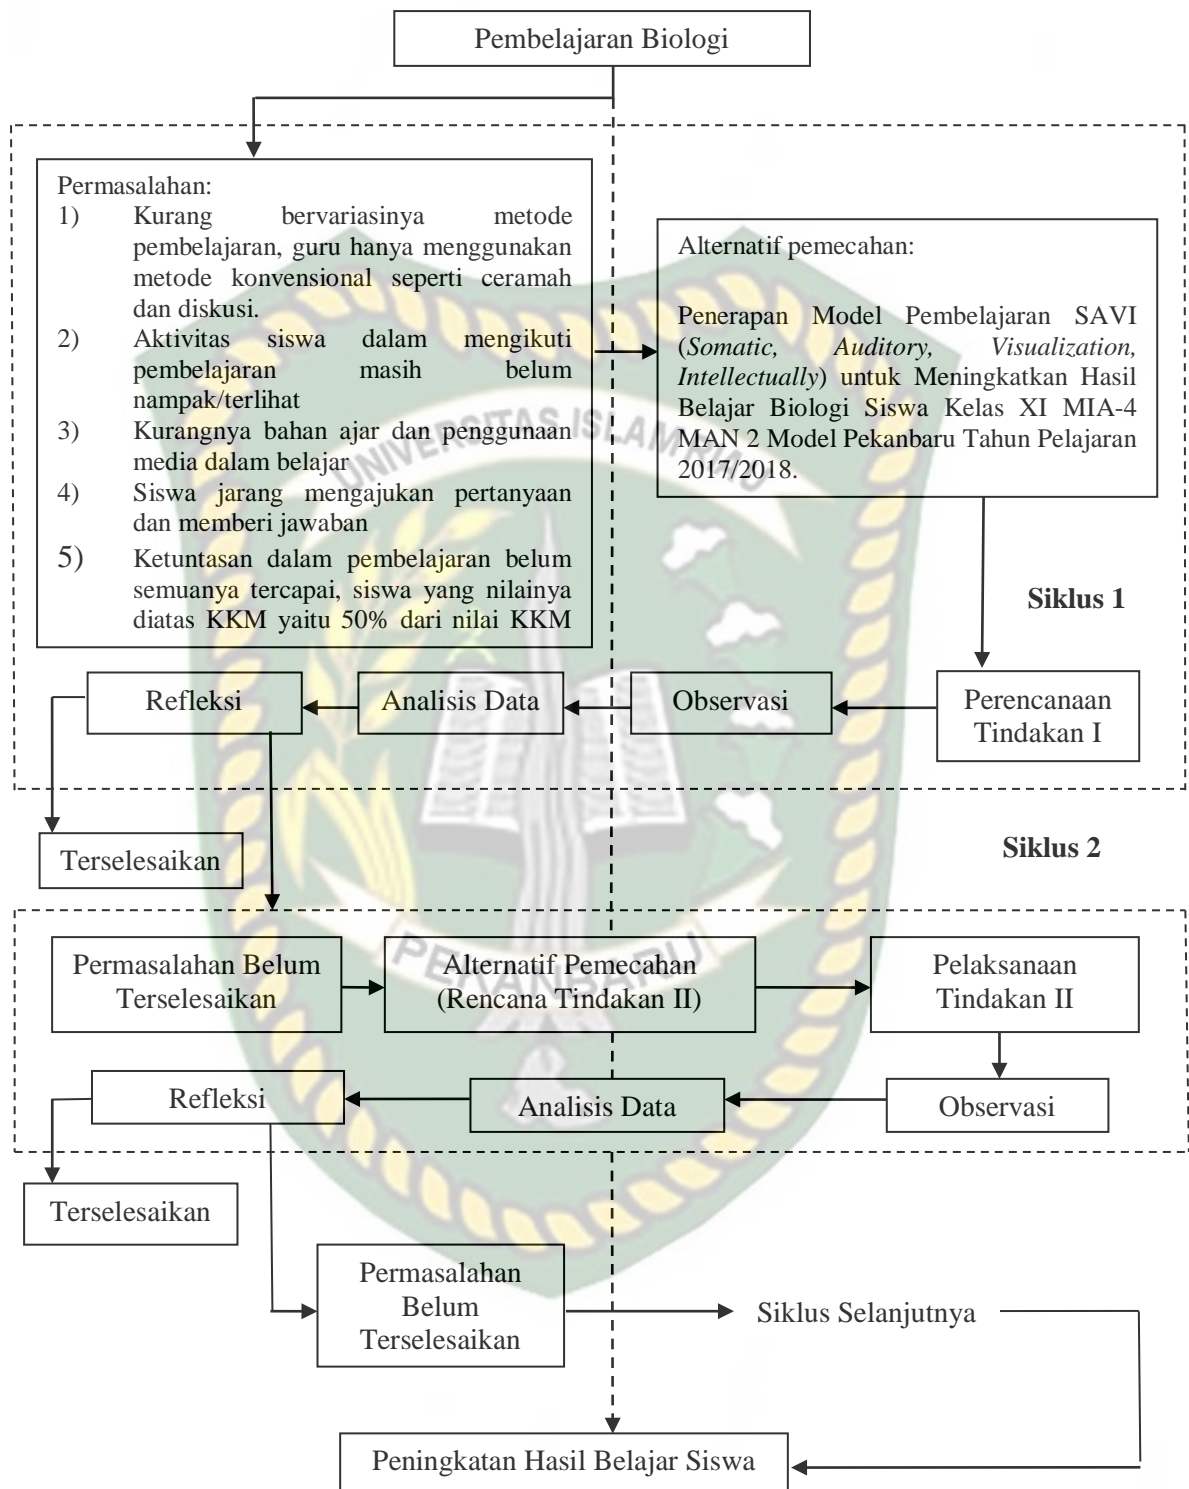 Pembelajaran Biologi
Permasalahan:
1) Kurang bervariasinya metode
pembelajaran, guru hanya menggunakan
metode konvensional seperti ceramah
dan diskusi.
2) Aktivitas siswa dalam mengikuti
pembelajaran masih belum
nampak/terlihat
3) Kurangnya bahan ajar dan penggunaan
media dalam belajar
4) Siswa jarang mengajukan pertanyaan
dan memberi jawaban
5) Ketuntasan dalam pembelajaran belum
semuanya tercapai, siswa yang nilainya
diatas KKM yaitu 50% dari nilai KKM
Alternatif pemecahan:
Penerapan Model Pembelajaran SAVI
(Somatic, Auditory, Visualization,
Intellectually) untuk Meningkatkan Hasil
Belajar Biologi Siswa Kelas XI MIA-4
MAN 2 Model Pekanbaru Tahun Pelajaran
2017/2018.
UNIVERSITAS ISLAM RIAU
Siklus 1
Refleksi
Analisis Data
Observasi
Perencanaan
Tindakan I
Terselesaikan
Siklus 2
PEKANBARU
Permasalahan Belum
Terselesaikan
Alternatif Pemecahan
(Rencana Tindakan II)
Pelaksanaan
Tindakan II
Refleksi
Analisis Data
Observasi
Terselesaikan
Permasalahan
Belum
Terselesaikan
Siklus Selanjutnya
Peningkatan Hasil Belajar Siswa